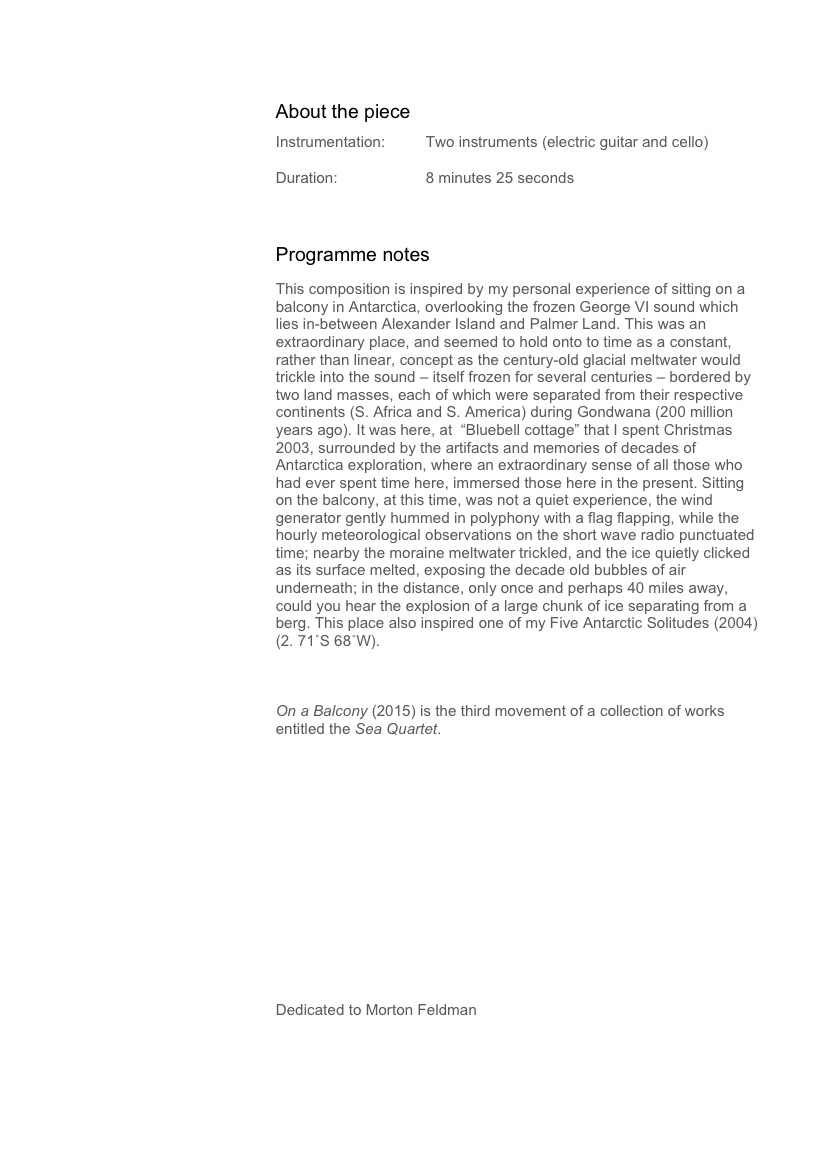 About the piece
Instrumentation: Two instruments (electric guitar and cello)
Duration: 8 minutes 25 seconds
Programme notes
This composition is inspired by my personal experience of sitting on a
balcony in Antarctica, overlooking the frozen George VI sound which
lies in-between Alexander Island and Palmer Land. This was an
extraordinary place, and seemed to hold onto to time as a constant,
rather than linear, concept as the century-old glacial meltwater would
trickle into the sound – itself frozen for several centuries – bordered by
two land masses, each of which were separated from their respective
continents (S. Africa and S. America) during Gondwana (200 million
years ago). It was here, at  “Bluebell cottage” that I spent Christmas
2003, surrounded by the artifacts and memories of decades of
Antarctica exploration, where an extraordinary sense of all those who
had ever spent time here, immersed those here in the present. Sitting
on the balcony, at this time, was not a quiet experience, the wind
generator gently hummed in polyphony with a flag flapping, while the
hourly meteorological observations on the short wave radio punctuated
time; nearby the moraine meltwater trickled, and the ice quietly clicked
as its surface melted, exposing the decade old bubbles of air
underneath; in the distance, only once and perhaps 40 miles away,
could you hear the explosion of a large chunk of ice separating from a
berg. This place also inspired one of my Five Antarctic Solitudes (2004)
(2. 71˚S 68˚W).
On a Balcony (2015) is the third movement of a collection of works
entitled the Sea Quartet.
Dedicated to Morton Feldman